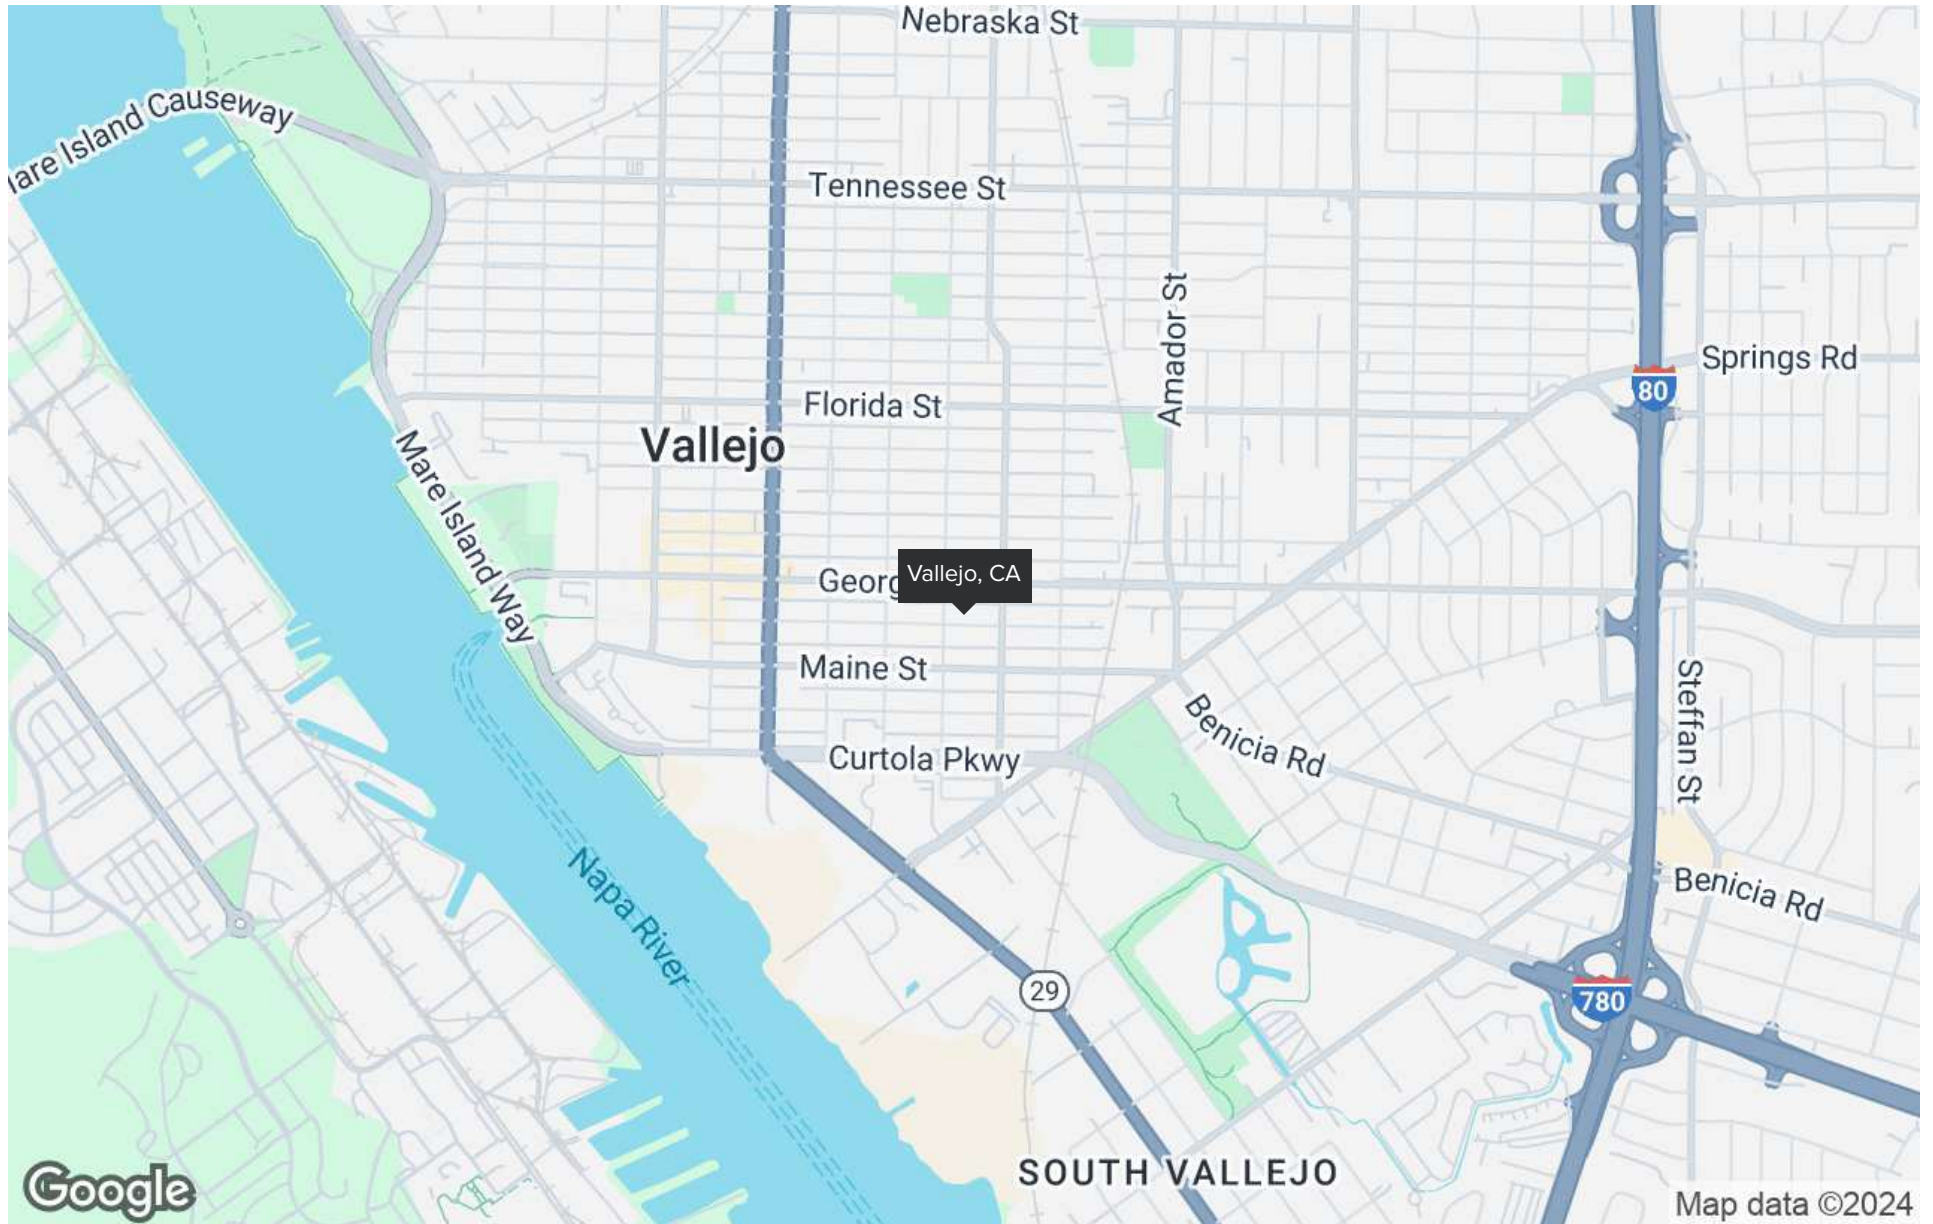 Nebraska St
Mare Island Causeway
Tennessee St
Amador St
Springs Rd
80
Florida St
Vallejo
Mare Island Way
Vallejo, CA
Maine St
Steffan St
Benicia Rd
Curtola Pkwy
Napa River
Benicia Rd
29
780
SOUTH VALLEJO
Google
Map data ©2024